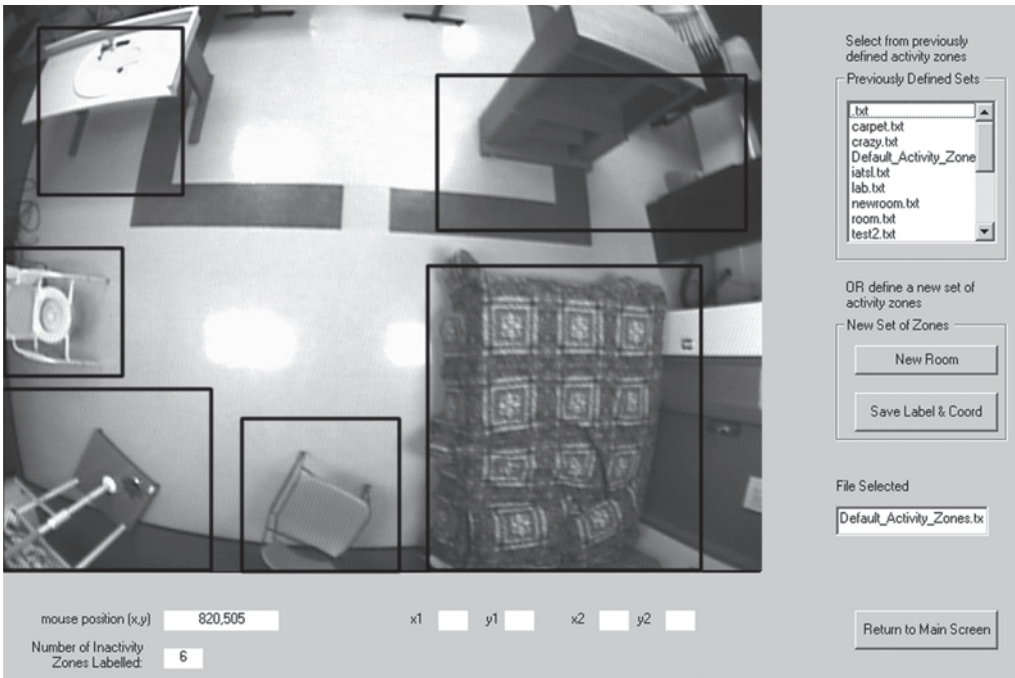 Select from previously
defined activity zones
Previously Defined Sets
.txt
carpet.txt
crazy.txt
Default_Activity_Zone
iatsl.txt
lab.txt
newroom.txt
room.txt
test2.txt
OR define a new set of
activity zones
New Set of Zones
New Room
Save Label & Coord
File Selected
Default_Activity_Zones.tx
mouse position (x,y) 820,505 x1 y1 x2 y2
Number of Inactivity
Zones Labelled: 6
Return to Main Screen